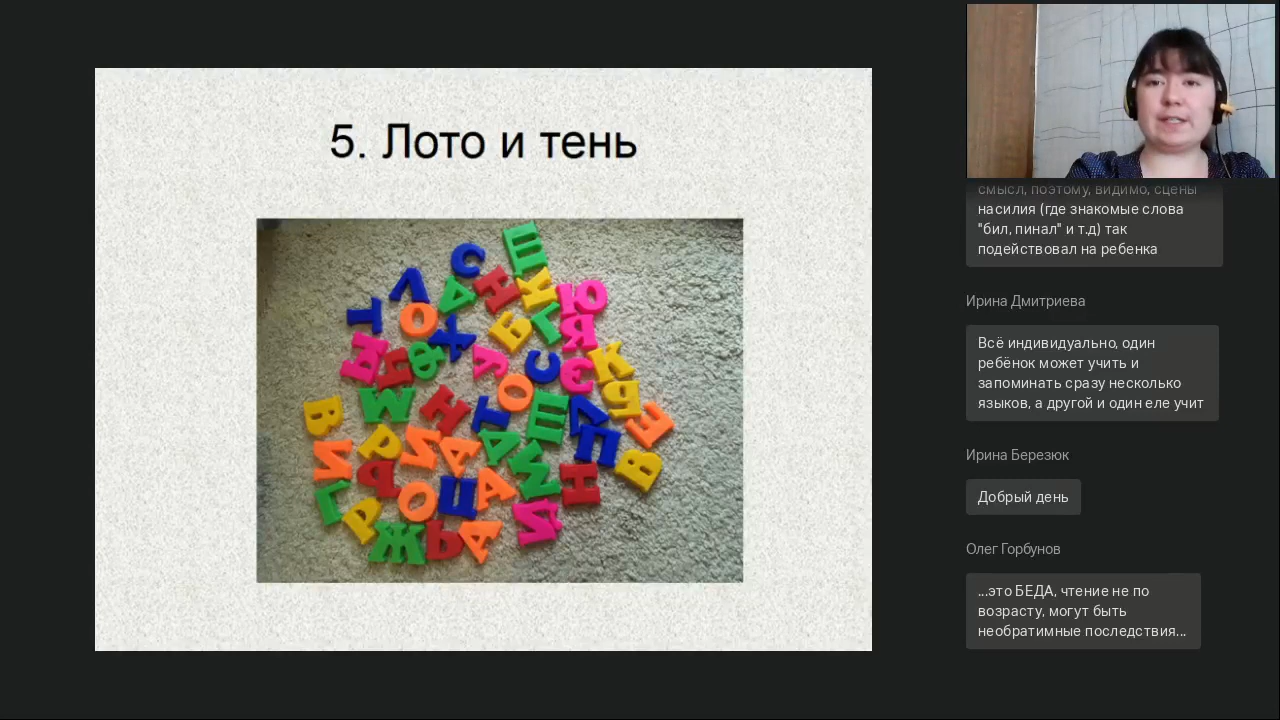 5. Лото и тень
смысл, поэтому, видимо, сцены
насилия (где знакомые слова
"бил, пинал" и т.д) так
подействовал на ребенка
Ирина Дмитриева
Всё индивидуально, один
ребёнок может учить и
запоминать сразу несколько
языков, а другой и один еле учит
Ирина Березюк
Добрый день
Олег Горбунов
...это БЕДА, чтение не по
возрасту, могут быть
необратимные последствия...